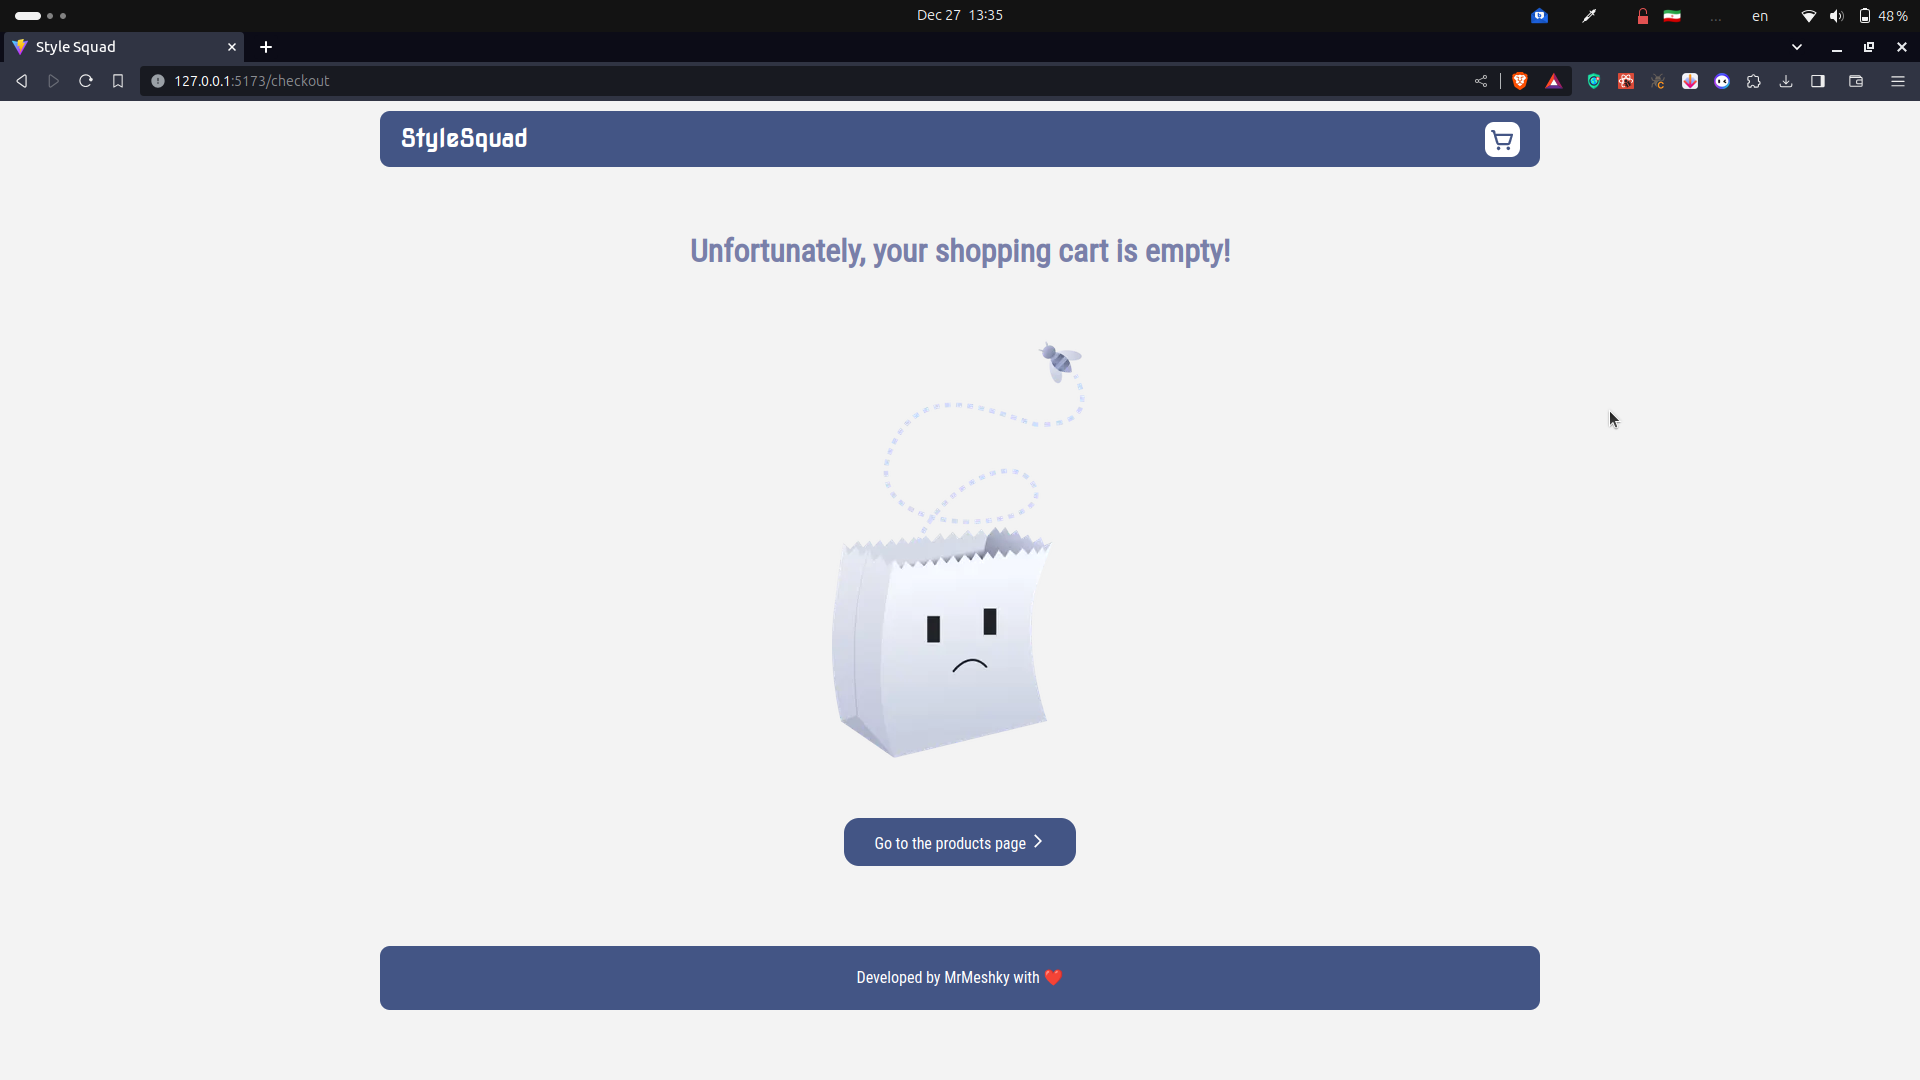 Dec 27 13:35
en
48 %
Style Squad
127.0.0.1:5173/checkout
StyleSquad
Unfortunately, your shopping cart is empty!
Go to the products page
Developed by MrMeshky with ❤️